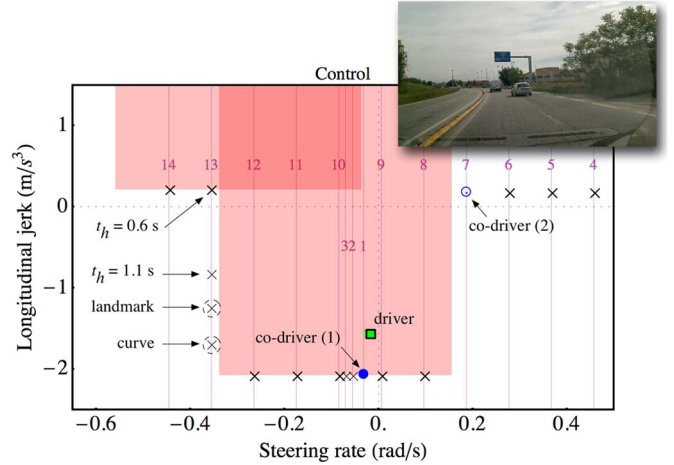 Control
Longitudinal jerk (m/s³)
1
0
−1
−2
14
13
12
11
10
9
8
7
6
5
4
32 1
t_h = 0.6 s
t_h = 1.1 s
landmark
curve
co-driver (1)
driver
co-driver (2)
−0.6
−0.4
−0.2
0.
0.2
0.4
Steering rate (rad/s)